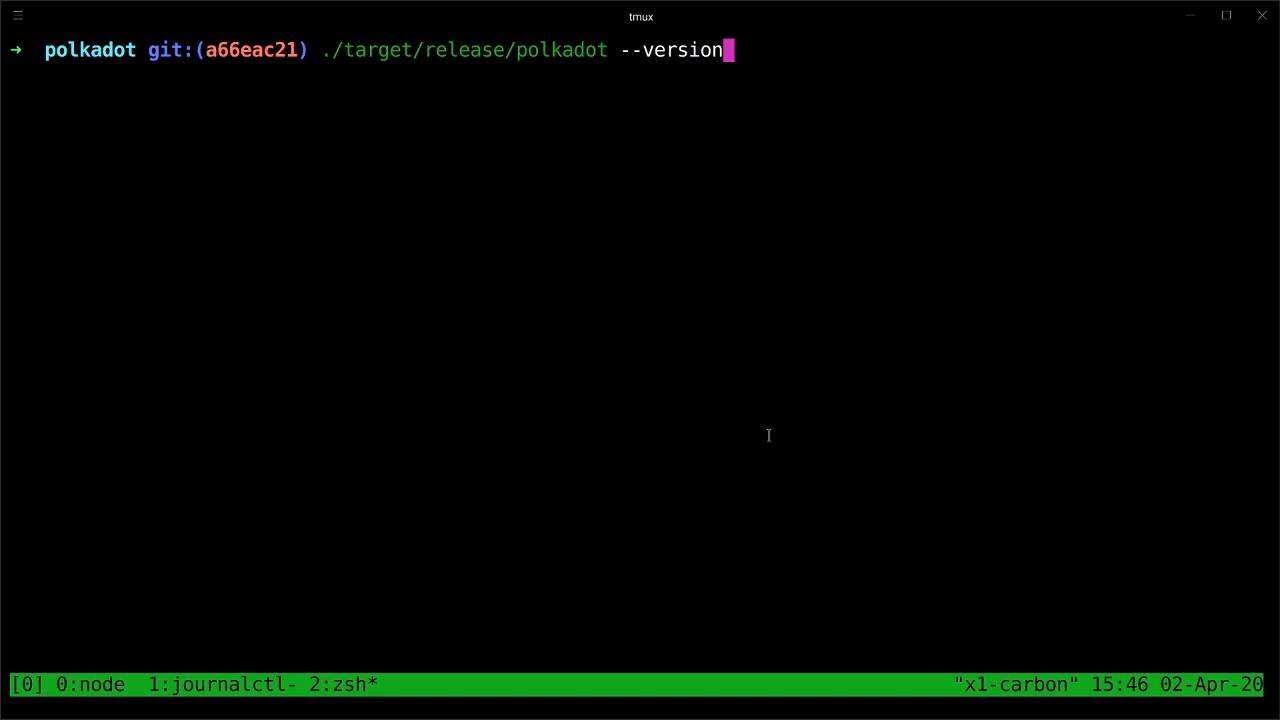 tmux
➜ polkadot git:(a66eac21) ./target/release/polkadot --version
[0] 0:node 1:journalctl- 2:zsh* "x1-carbon" 15:46 02-Apr-20